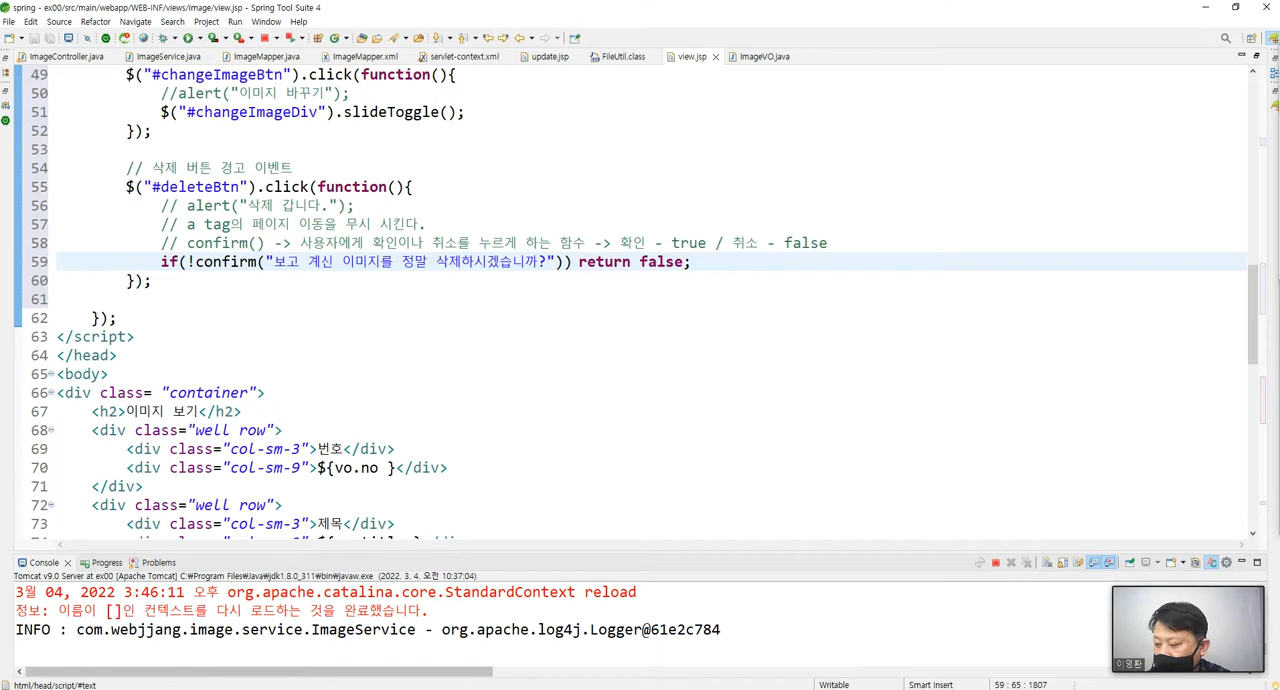 spring - ex00/src/main/webapp/WEB-INF/views/image/view.jsp - Spring Tool Suite 4
File Edit Source Refactor Navigate Search Project Run Window Help
ImageController.java ImageService.java ImageMapper.java ImageMapper.xml servlet-context.xml update.jsp FileUtil.class view.jsp ImageVO.java
49 $("#changeImageBtn").click(function(){
50 //alert("이미지 바꾸기");
51 $("#changeImageDiv").slideToggle();
52 });
53
54 // 삭제 버튼 경고 이벤트
55 $("#deleteBtn").click(function(){
56 // alert("삭제 갑니다.");
57 // a tag의 페이지 이동을 무시 시킨다.
58 // confirm() -> 사용자에게 확인이나 취소를 누르게 하는 함수 -> 확인 - true / 취소 - false
59 if(!confirm("보고 계신 이미지를 정말 삭제하시겠습니까?")) return false;
60 });
61
62 });
63 </script>
64 </head>
65 <body>
66 <div class= "container">
67 <h2>이미지 보기</h2>
68 <div class="well row">
69 <div class="col-sm-3">번호</div>
70 <div class="col-sm-9">${vo.no }</div>
71 </div>
72 <div class="well row">
73 <div class="col-sm-3">제목</div>
Console Progress Problems
Tomcat v9.0 Server at ex00 [Apache Tomcat] C:₩Program Files₩Java₩jdk1.8.0_311₩bin₩javaw.exe (2022. 3. 4. 오전 10:37:04)
3월 04, 2022 3:46:11 오후 org.apache.catalina.core.StandardContext reload
정보: 이름이 []인 컨텍스트를 다시 로드하는 것을 완료했습니다.
INFO : com.webjjang.image.service.ImageService - org.apache.log4j.Logger@61e2c784
이영환
html/head/script/#text Writable Smart Insert 59 : 65 : 1807